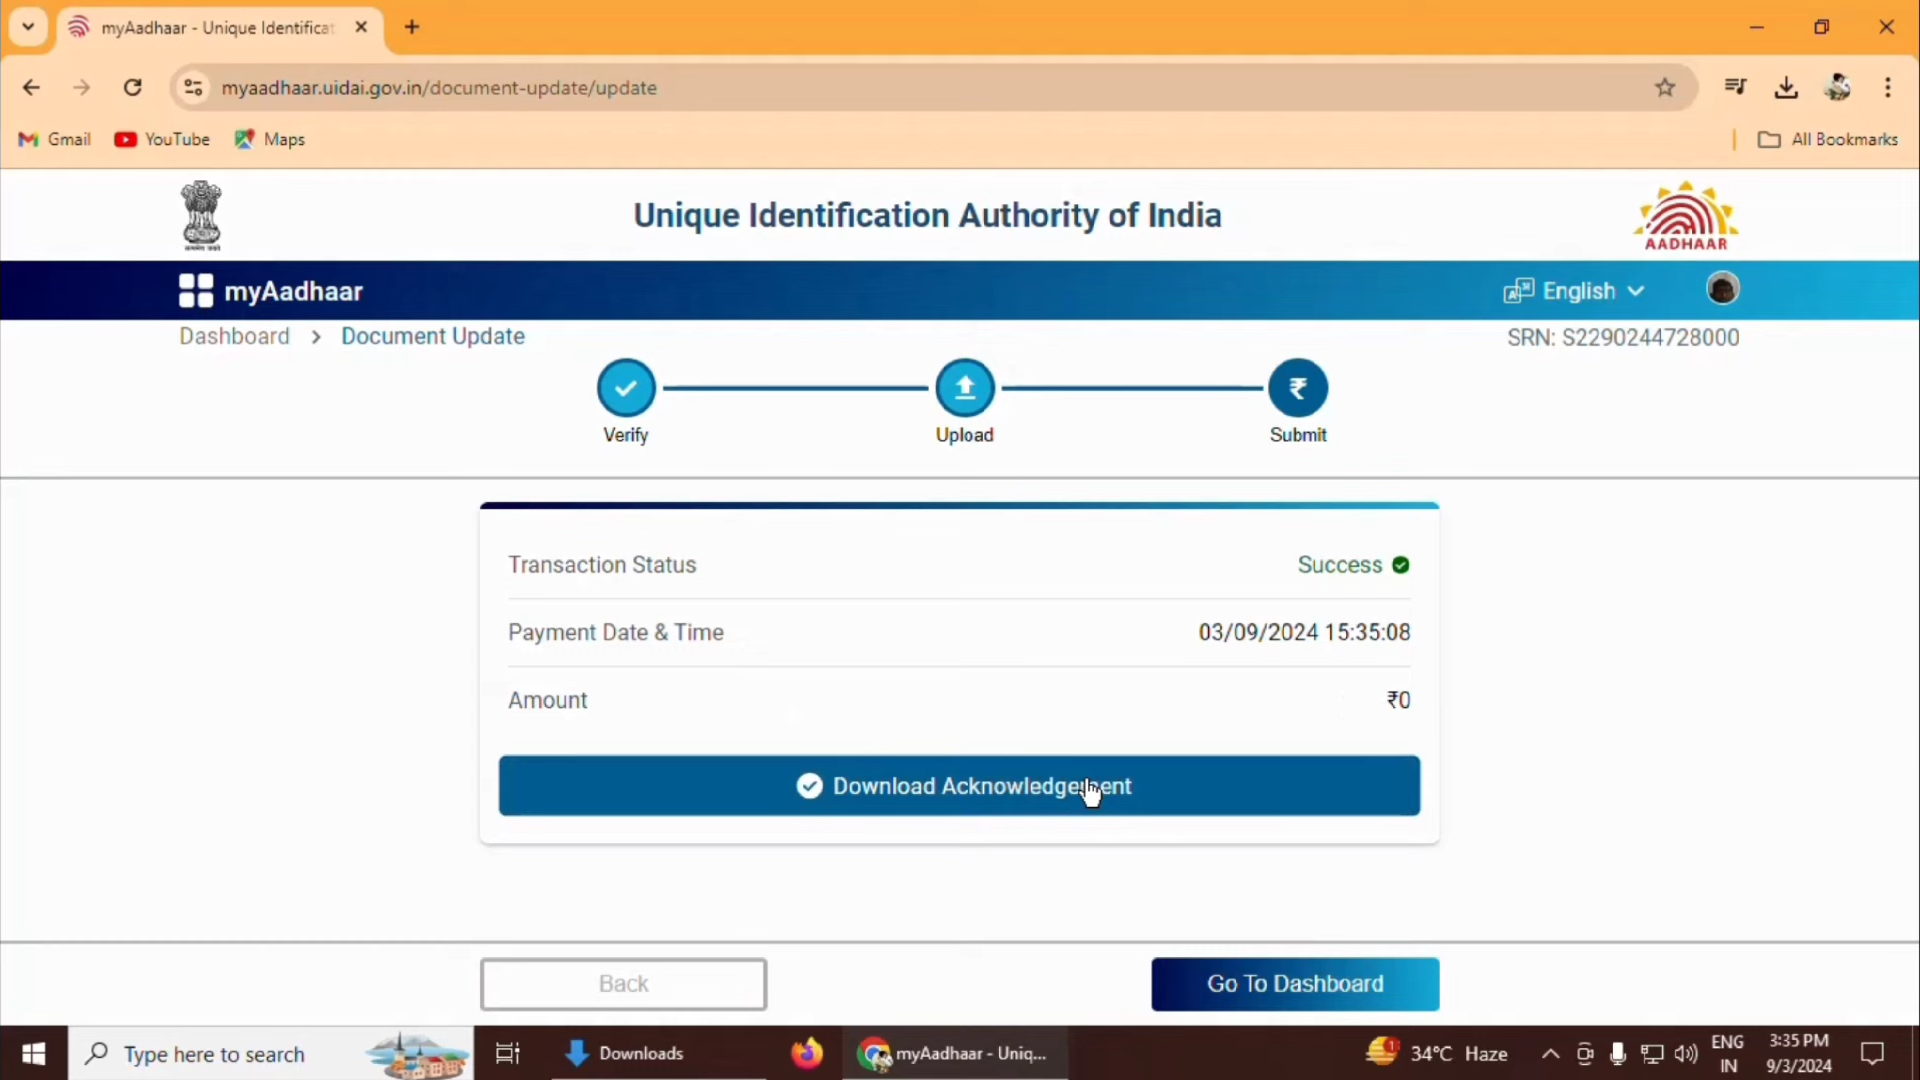 myAadhaar - Unique Identificat
myaadhaar.uidai.gov.in/document-update/update
Gmail YouTube Maps All Bookmarks
Unique Identification Authority of India
AADHAAR
myAadhaar English
Dashboard > Document Update SRN: S2290244728000
Verify Upload Submit
Transaction Status Success
Payment Date & Time 03/09/2024 15:35:08
Amount ₹0
Download Acknowledgement
Back Go To Dashboard
Type here to search Downloads myAadhaar - Uniq... 1 34°C Haze ENG IN 3:35 PM 9/3/2024